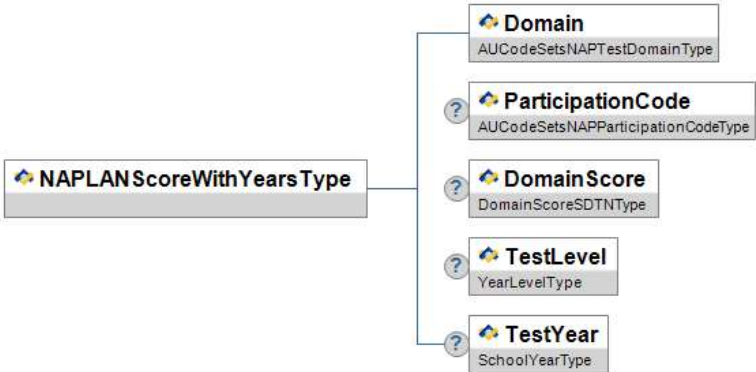 Domain
AUCodeSetsNAPTestDomainType
? ParticipationCode
AUCodeSetsNAPParticipationCodeType
NAPLANScoreWithYearsType
? DomainScore
DomainScoreSDTNType
? TestLevel
YearLevelType
? TestYear
SchoolYearType